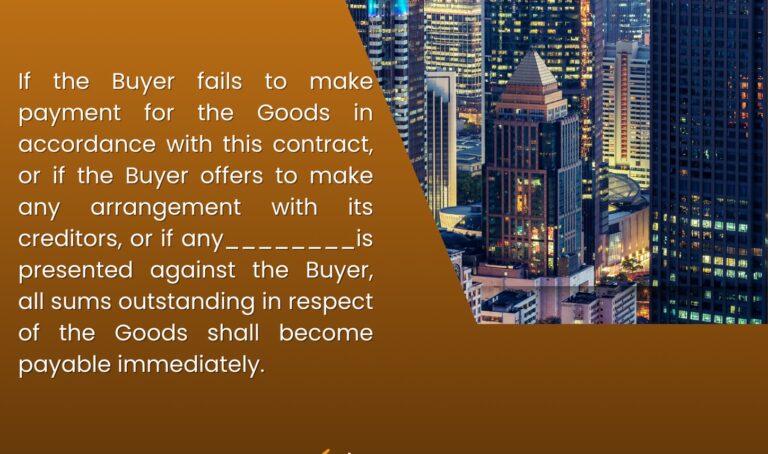 If the Buyer fails to make
payment for the Goods in
accordance with this contract,
or if the Buyer offers to make
any arrangement with its
creditors, or if any________is
presented against the Buyer,
all sums outstanding in respect
of the Goods shall become
payable immediately.